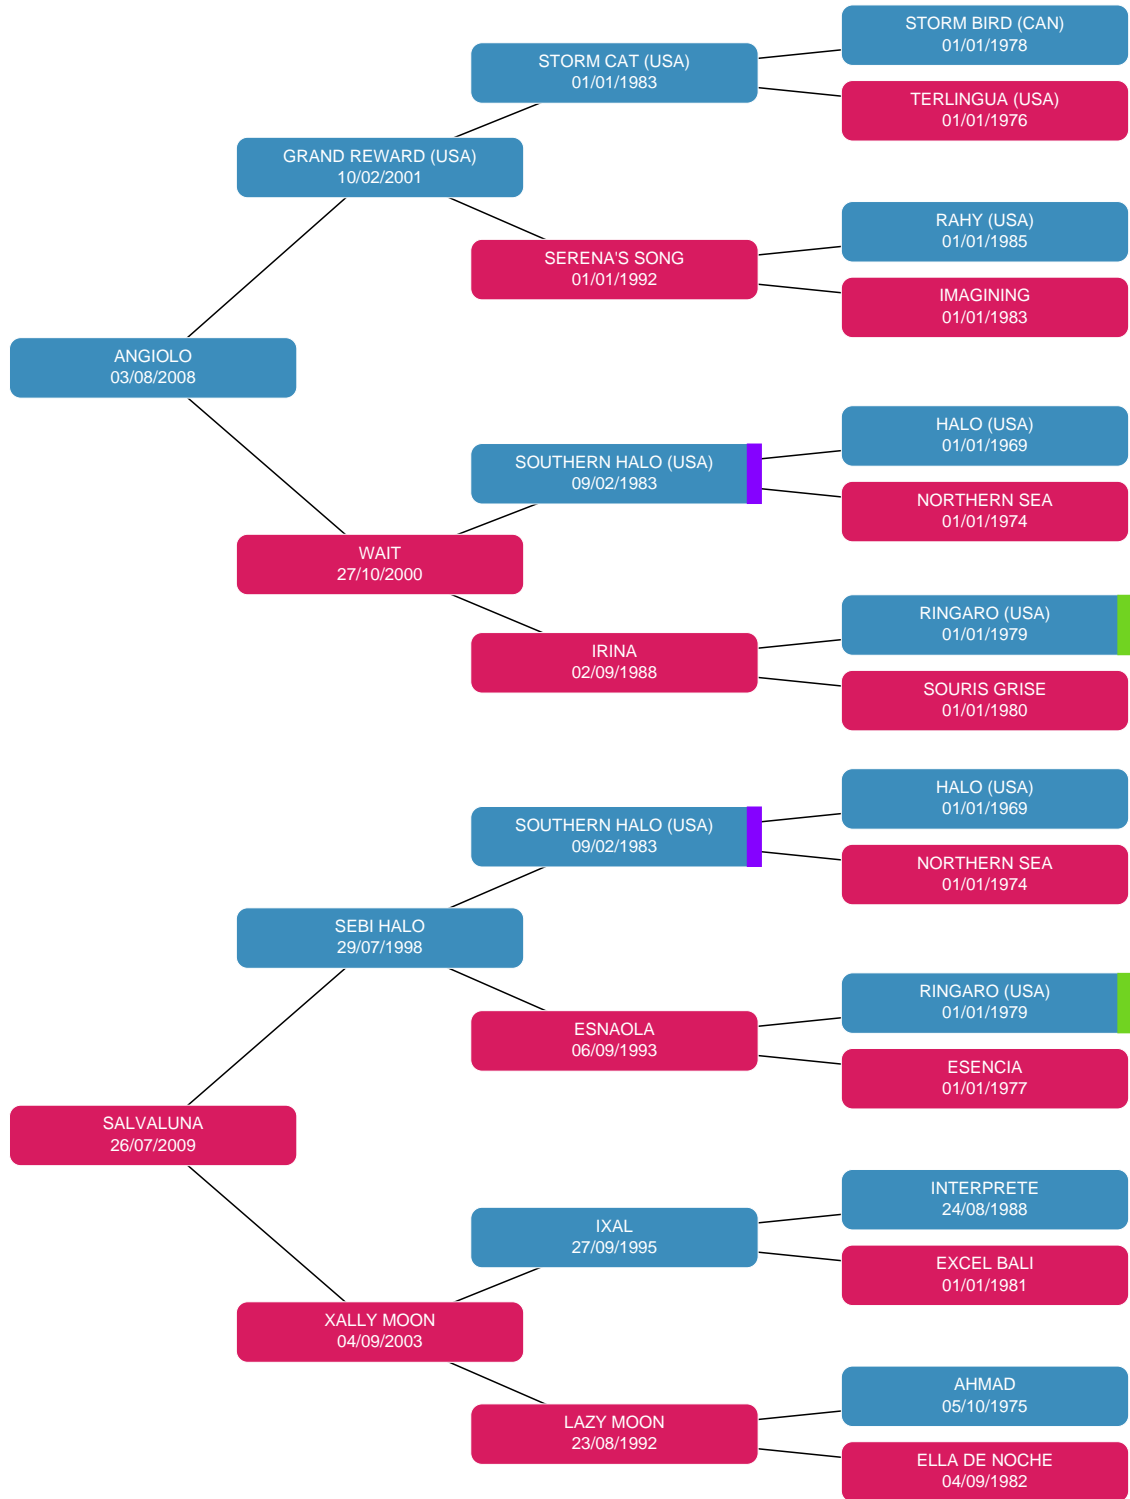 STORM BIRD (CAN)
01/01/1978
STORM CAT (USA)
01/01/1983
TERLINGUA (USA)
01/01/1976
GRAND REWARD (USA)
10/02/2001
RAHY (USA)
01/01/1985
SERENA'S SONG
01/01/1992
IMAGINING
01/01/1983
ANGIOLO
03/08/2008
HALO (USA)
01/01/1969
SOUTHERN HALO (USA)
09/02/1983
NORTHERN SEA
01/01/1974
WAIT
27/10/2000
RINGARO (USA)
01/01/1979
IRINA
02/09/1988
SOURIS GRISE
01/01/1980
HALO (USA)
01/01/1969
SOUTHERN HALO (USA)
09/02/1983
NORTHERN SEA
01/01/1974
SEBI HALO
29/07/1998
RINGARO (USA)
01/01/1979
ESNAOLA
06/09/1993
ESENCIA
01/01/1977
SALVALUNA
26/07/2009
INTERPRETE
24/08/1988
IXAL
27/09/1995
EXCEL BALI
01/01/1981
XALLY MOON
04/09/2003
AHMAD
05/10/1975
LAZY MOON
23/08/1992
ELLA DE NOCHE
04/09/1982